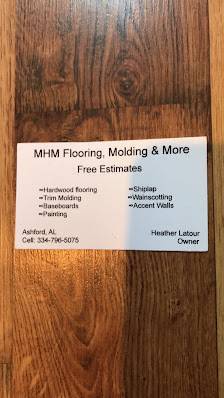 MHM Flooring, Molding & More
Free Estimates
∞Hardwood flooring
∞Trim Molding
∞Baseboards
∞Painting
∞Shiplap
∞Wainscotting
∞Accent Walls
Ashford, AL
Cell: 334-796-5075
Heather Latour
Owner